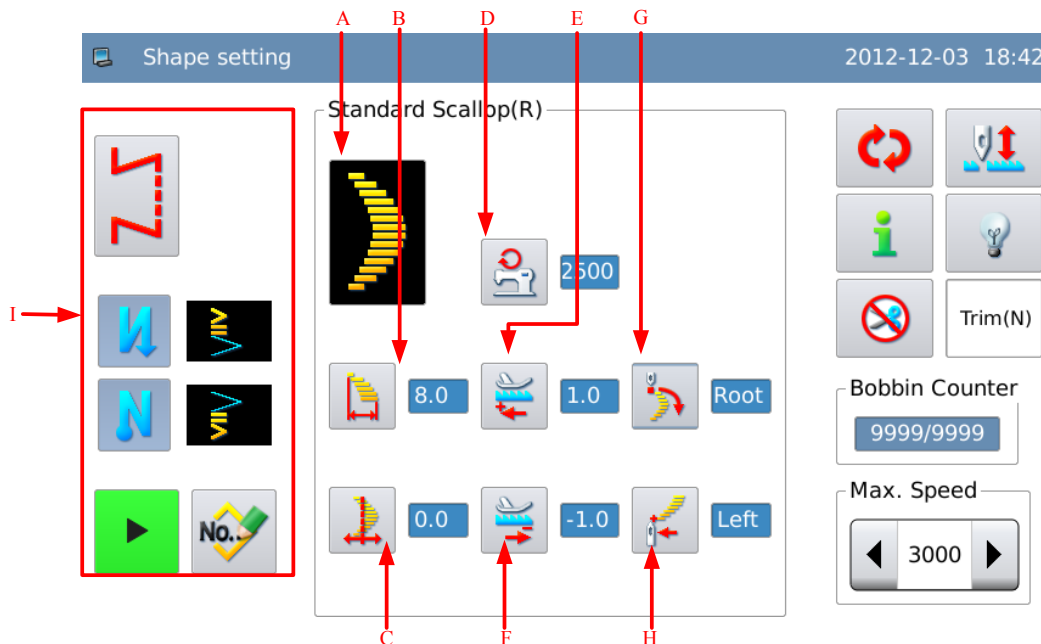 A B D E G
Shape setting 2012-12-03 18:42
Standard Scallop(R)
2500
I
Trim(N)
8.0 1.0 Root
Bobbin Counter
9999/9999
No..
0.0 -1.0 Left
Max. Speed
3000
C F H